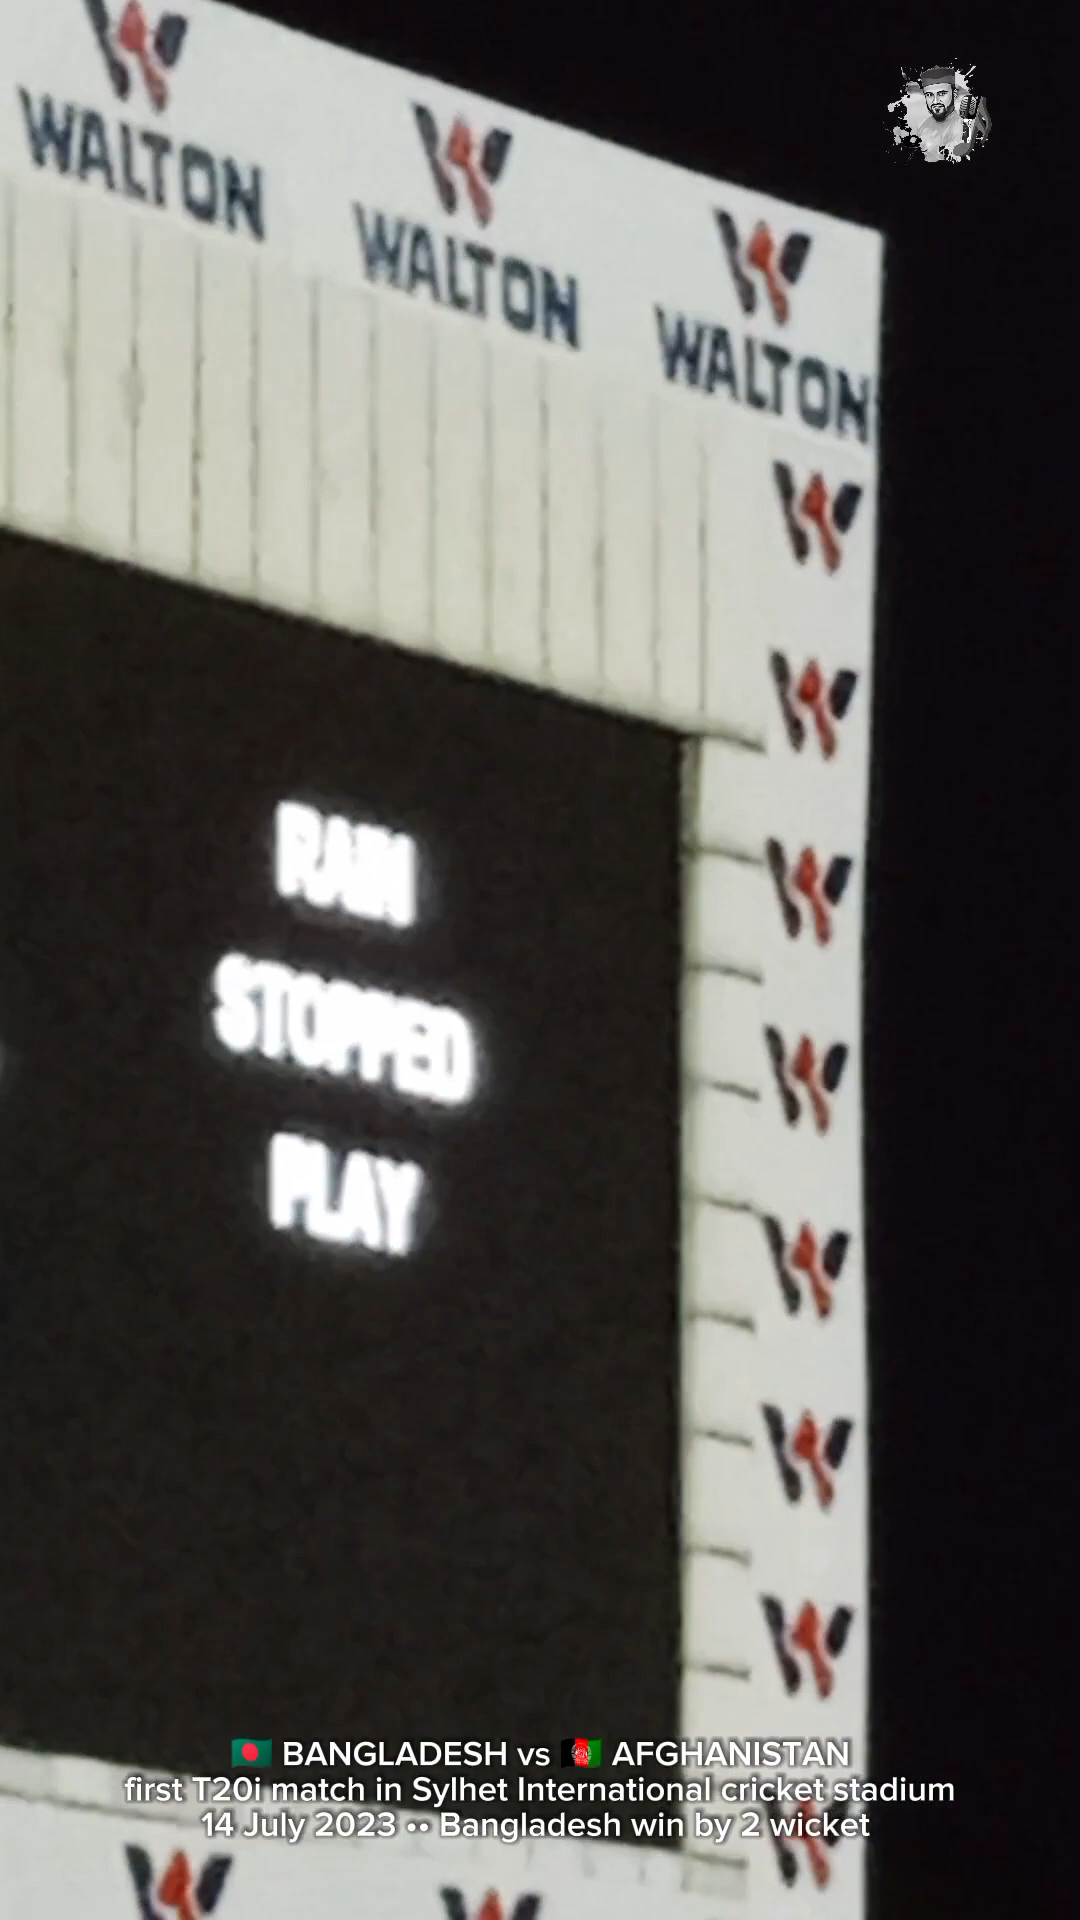 WALTON
WALTON
WALTON
RAIN
STOPPED
PLAY
🇧🇩 BANGLADESH vs 🇦🇫 AFGHANISTAN
first T20i match in Sylhet International cricket stadium
14 July 2023 •• Bangladesh win by 2 wicket